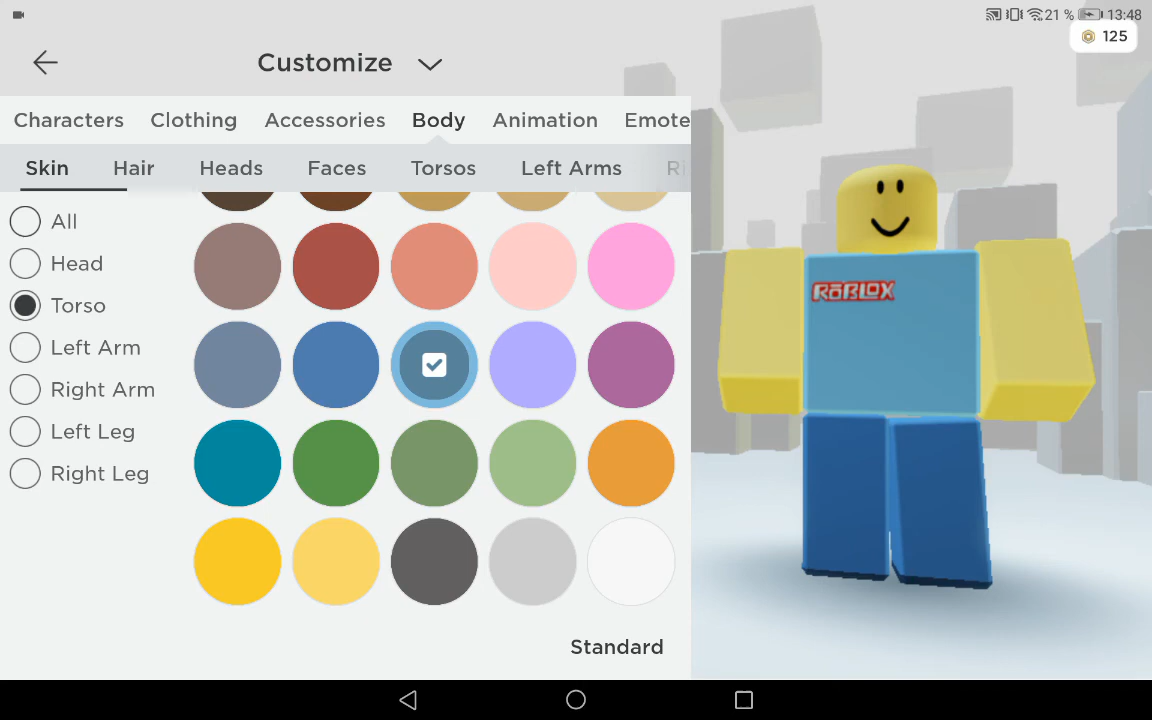 21 % 13:48
125
Customize
Characters Clothing Accessories Body Animation Emote
Skin Hair Heads Faces Torsos Left Arms Ri
All
Head
Torso
Left Arm
Right Arm
Left Leg
Right Leg
ROBLOX
Standard